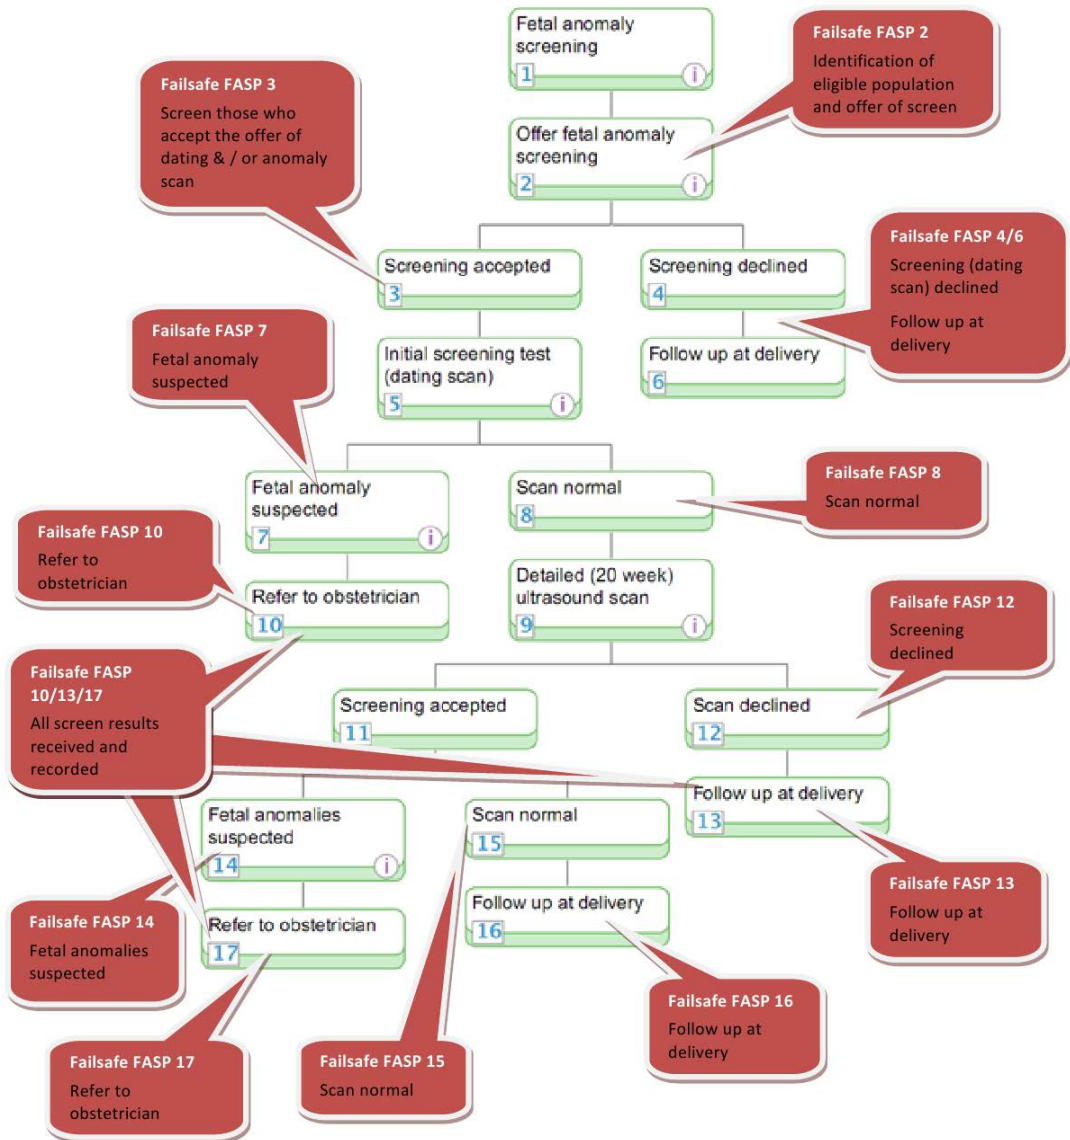 Fetal anomaly
screening
1
i
Failsafe FASP 2
Identification of
eligible population
and offer of screen
Failsafe FASP 3
Screen those who
accept the offer of
dating & / or anomaly
scan
Offer fetal anomaly
screening
2
i
Screening accepted
3
Screening declined
4
Failsafe FASP 4/6
Screening (dating
scan) declined
Follow up at
delivery
Failsafe FASP 7
Fetal anomaly
suspected
Initial screening test
(dating scan)
5
i
Follow up at delivery
6
Fetal anomaly
suspected
7
i
Scan normal
8
Failsafe FASP 8
Scan normal
Failsafe FASP 10
Refer to
obstetrician
Refer to obstetrician
10
Detailed (20 week)
ultrasound scan
9
i
Failsafe FASP 12
Screening
declined
Failsafe FASP
10/13/17
All screen results
received and
recorded
Screening accepted
11
Scan declined
12
Fetal anomalies
suspected
14
i
Scan normal
15
Follow up at delivery
13
Failsafe FASP 14
Fetal anomalies
suspected
Refer to obstetrician
17
Follow up at delivery
16
Failsafe FASP 13
Follow up at
delivery
Failsafe FASP 17
Refer to
obstetrician
Failsafe FASP 15
Scan normal
Failsafe FASP 16
Follow up at
delivery